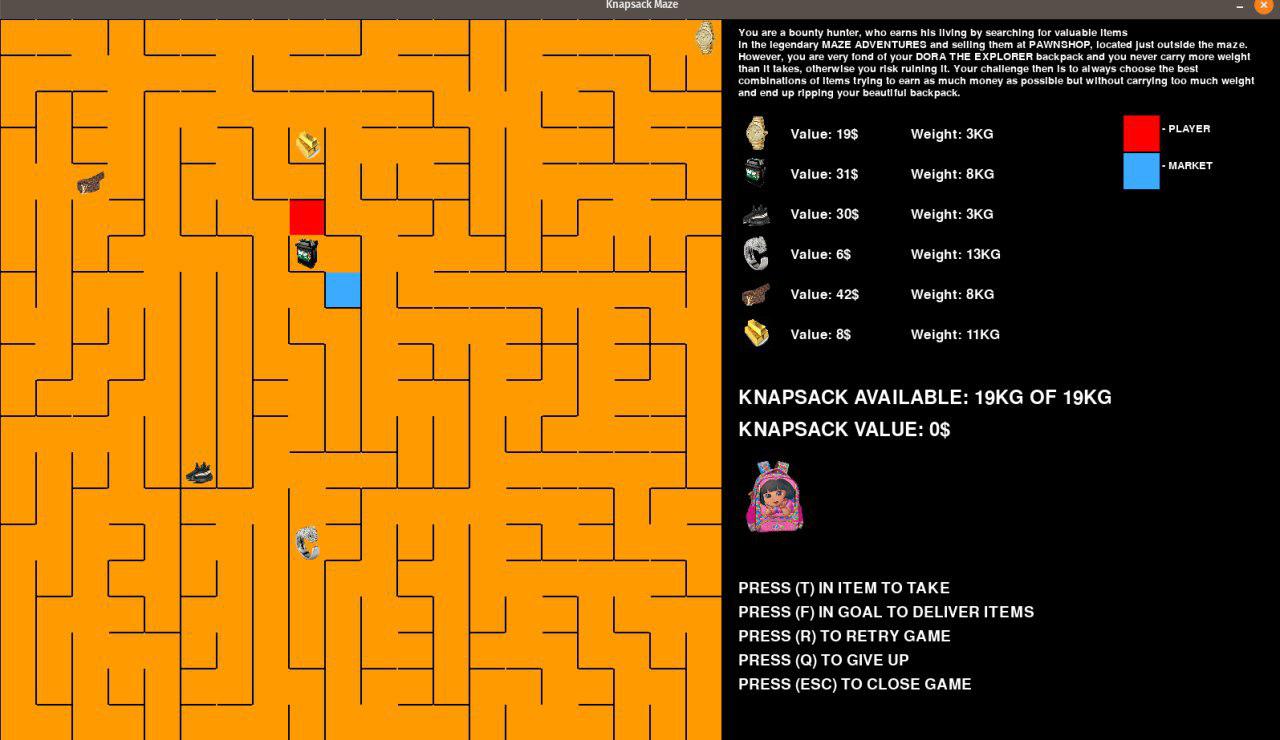 Knapsack Maze
You are a bounty hunter, who earns his living by searching for valuable items
in the legendary MAZE ADVENTURES and selling them at PAWNSHOP, located just outside the maze.
However, you are very fond of your DORA THE EXPLORER backpack and you never carry more weight
than it takes, otherwise you risk ruining it. Your challenge then is to always choose the best
combinations of items trying to earn as much money as possible but without carrying too much weight
and end up ripping your beautiful backpack.
Value: 19$ Weight: 3KG - PLAYER
Value: 31$ Weight: 8KG - MARKET
Value: 30$ Weight: 3KG
Value: 6$ Weight: 13KG
Value: 42$ Weight: 8KG
Value: 8$ Weight: 11KG
KNAPSACK AVAILABLE: 19KG OF 19KG
KNAPSACK VALUE: 0$
PRESS (T) IN ITEM TO TAKE
PRESS (F) IN GOAL TO DELIVER ITEMS
PRESS (R) TO RETRY GAME
PRESS (Q) TO GIVE UP
PRESS (ESC) TO CLOSE GAME